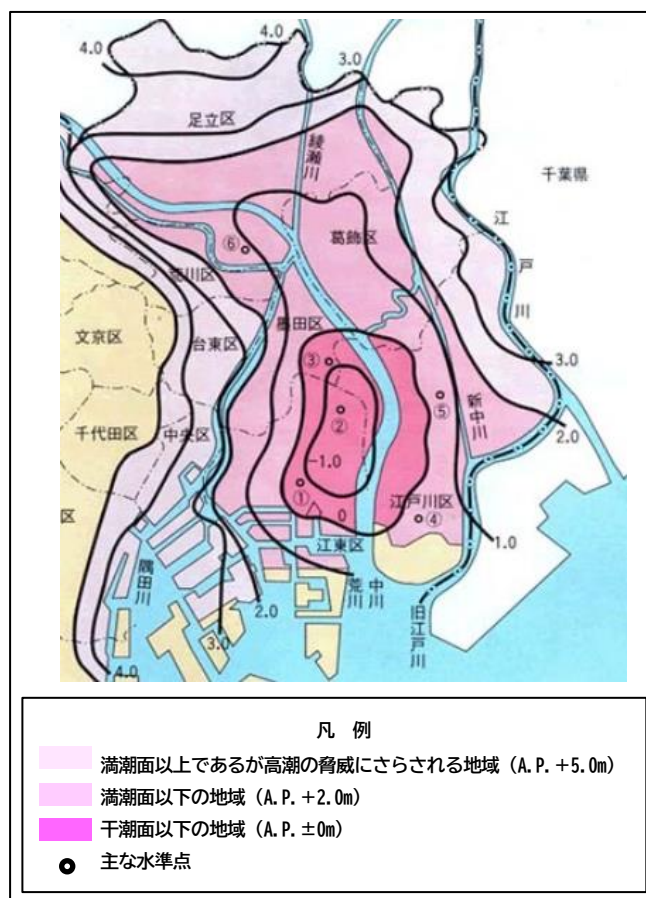 4.0
4.0
3.0
足立区
綾瀬川
千葉県
江戸川
葛飾区
⑥
荒川区
墨田区
文京区
台東区
③
3.0
新中川
⑤
②
2.0
千代田区
中央区
-1.0
①
江戸川区
④
0
区
江東区
1.0
隅田川
荒川
中川
旧江戸川
2.0
3.0
4.0
凡 例
満潮面以上であるが高潮の脅威にさらされる地域（A.P.+5.0m）
満潮面以下の地域（A.P.+2.0m）
干潮面以下の地域（A.P.±0m）
主な水準点